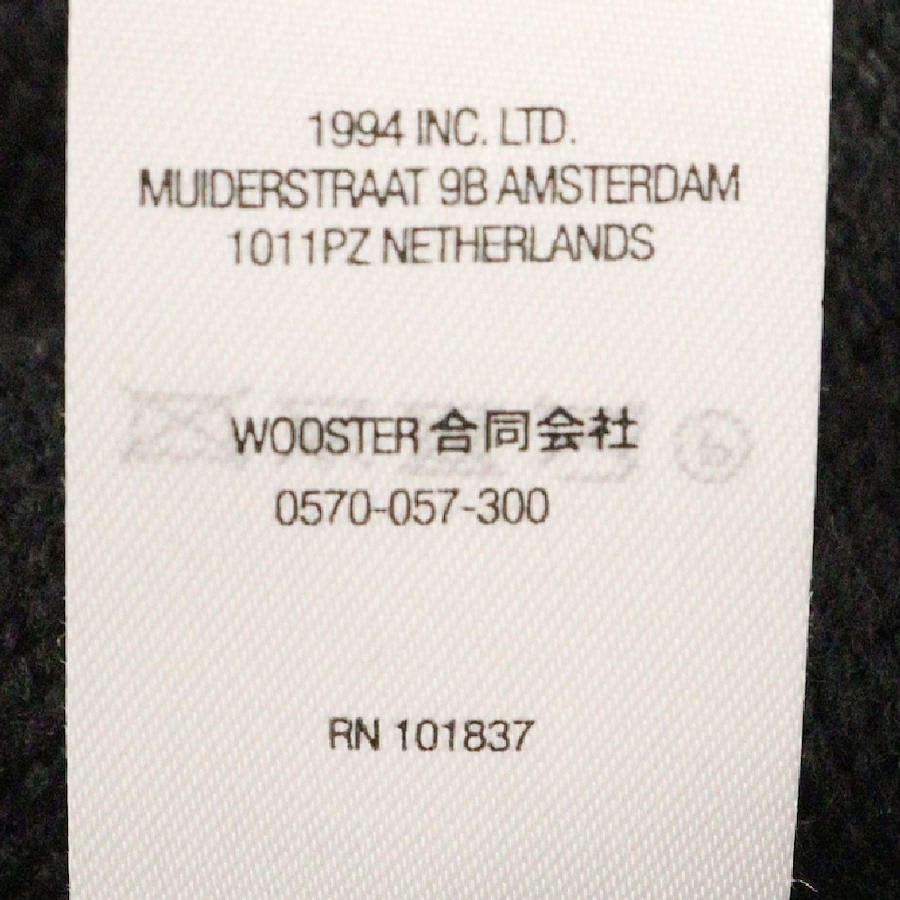 1994 INC. LTD.
MUIDERSTRAAT 9B AMSTERDAM
1011PZ NETHERLANDS
WOOSTER 合同会社
0570-057-300
RN 101837